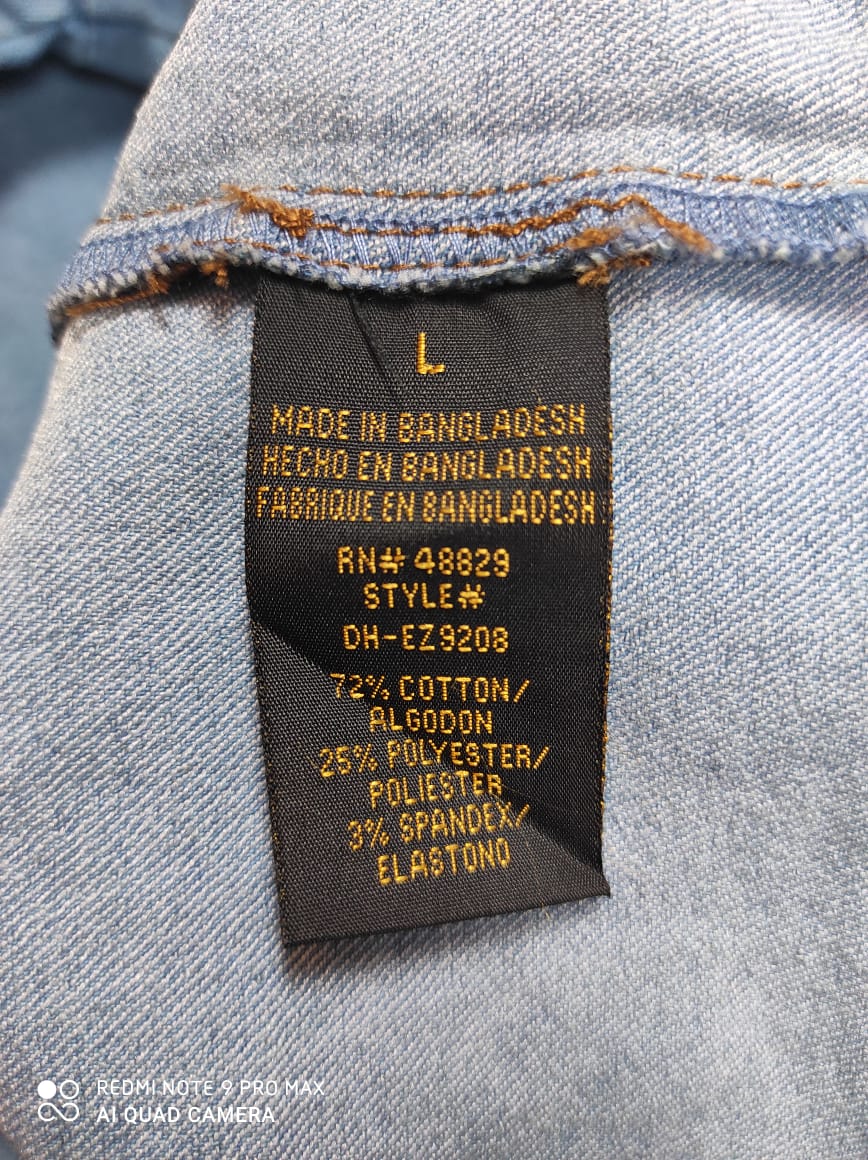 L
MADE IN BANGLADESH
HECHO EN BANGLADESH
FABRIQUE EN BANGLADESH
RN# 48829
STYLE#
DH-EZ9208
72% COTTON/
ALGODON
25% POLYESTER/
POLIESTER
3% SPANDEX/
ELASTONO
REDMI NOTE 9 PRO MAX
AI QUAD CAMERA